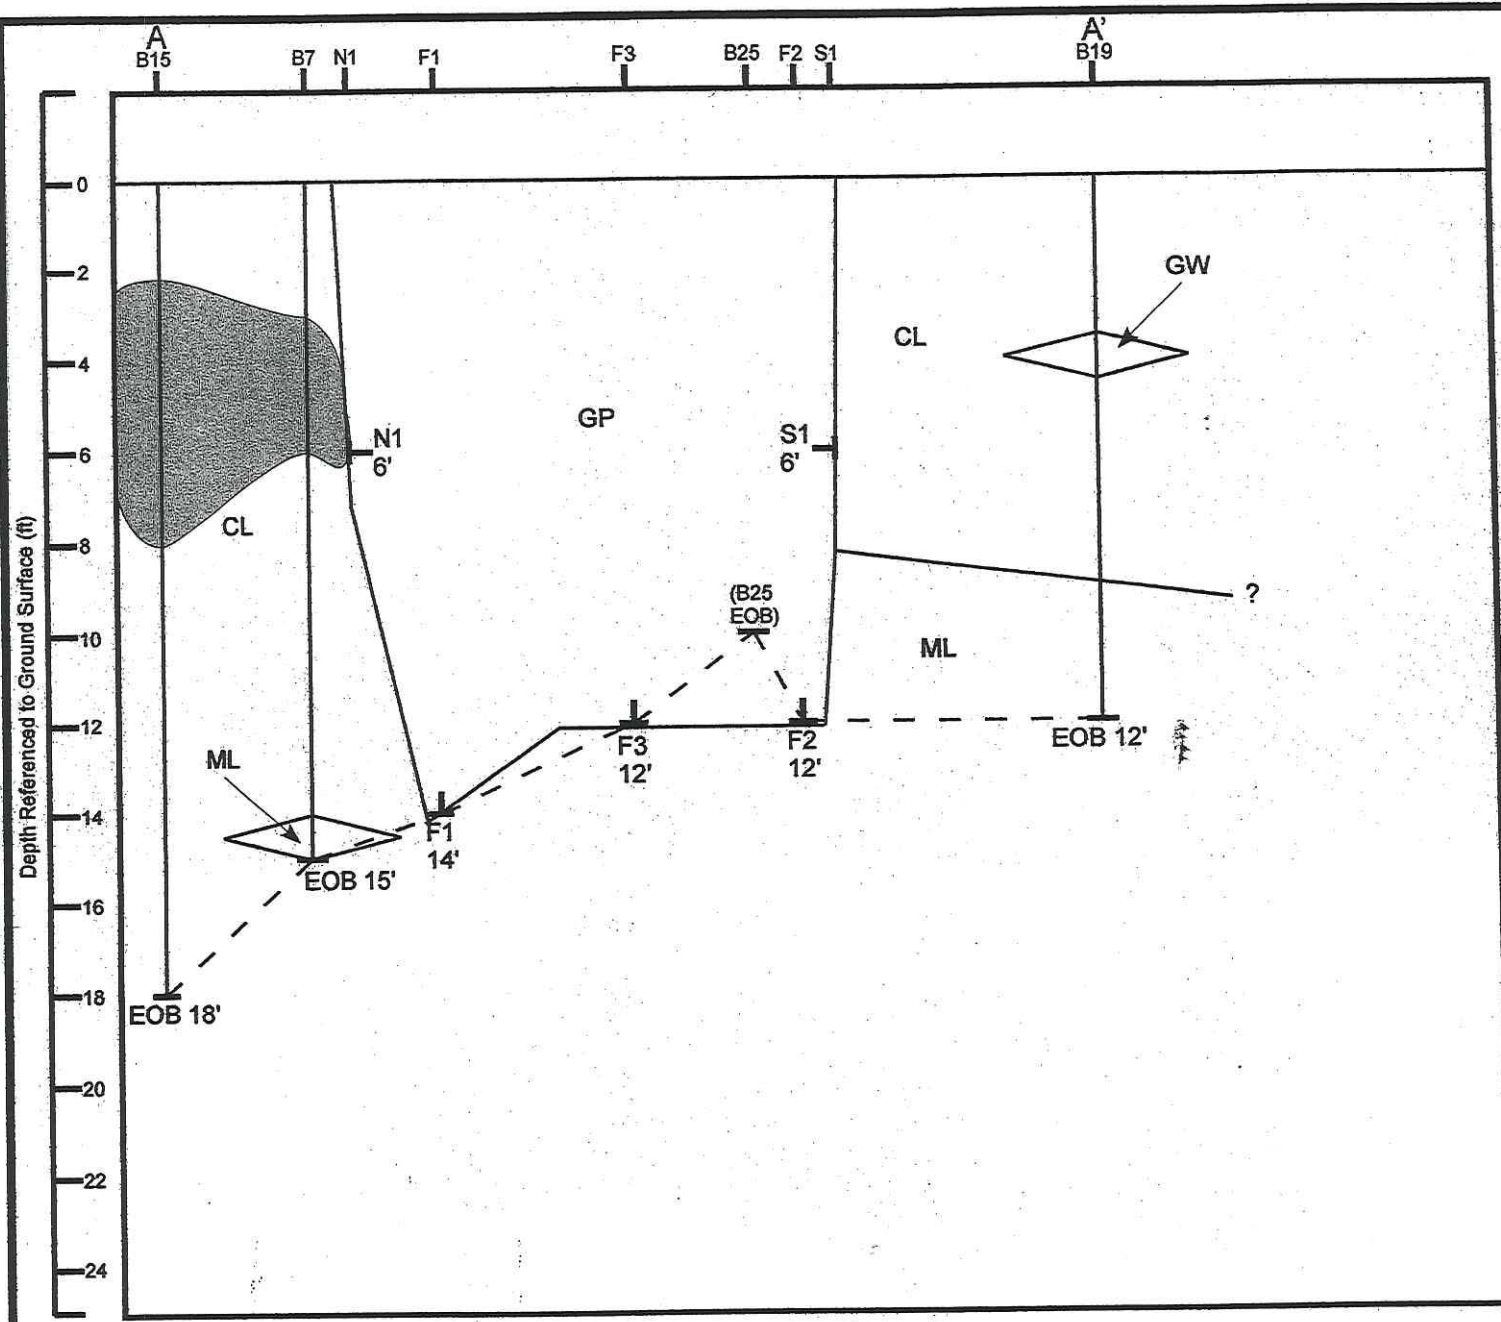 A
A'
B15
B7
N1
F1
F3
B25
F2
S1
B19
0
2
4
6
8
10
12
14
16
18
20
22
24
Depth Referenced to Ground Surface (ft)
GW
CL
GP
N1
6'
S1
6'
CL
(B25
EOB)
?
ML
F3
12'
F2
12'
EOB 12'
ML
F1
14'
EOB 15'
EOB 18'